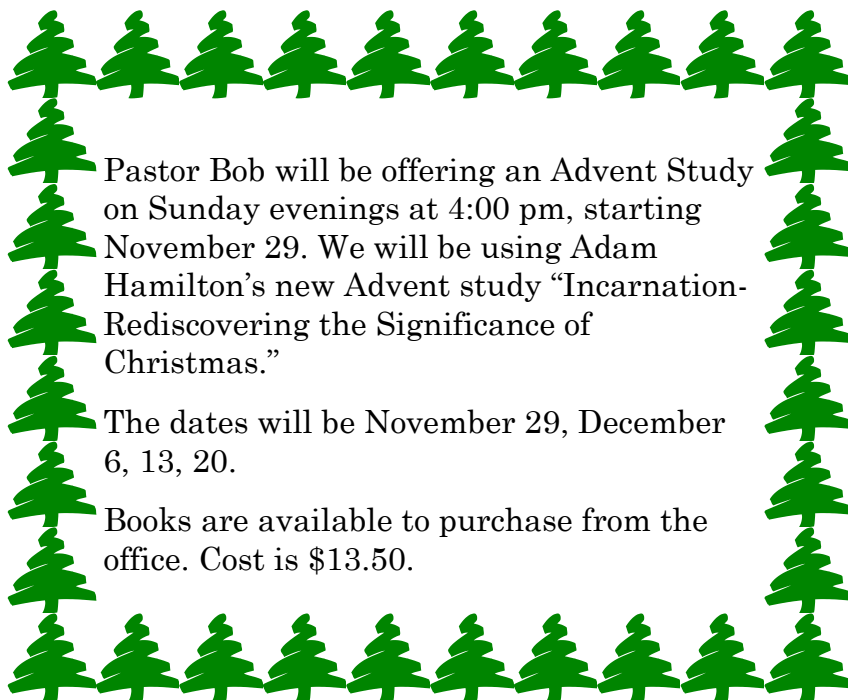 Pastor Bob will be offering an Advent Study
on Sunday evenings at 4:00 pm, starting
November 29. We will be using Adam
Hamilton’s new Advent study “Incarnation-
Rediscovering the Significance of
Christmas.”
The dates will be November 29, December
6, 13, 20.
Books are available to purchase from the
office. Cost is $13.50.